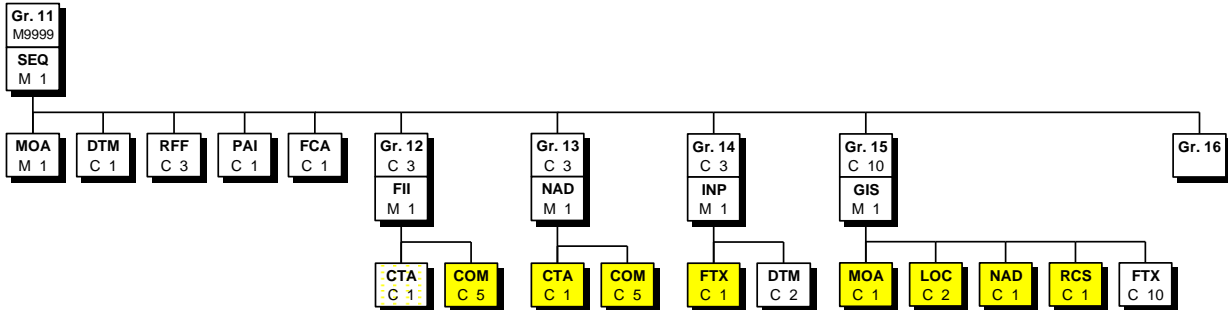 Gr. 11
M9999
SEQ
M 1
MOA
M 1
DTM
C 1
RFF
C 3
PAI
C 1
FCA
C 1
Gr. 12
C 3
FII
M 1
Gr. 13
C 3
NAD
M 1
Gr. 14
C 3
INP
M 1
Gr. 15
C 10
GIS
M 1
Gr. 16
CTA
C 1
COM
C 5
CTA
C 1
COM
C 5
FTX
C 1
DTM
C 2
MOA
C 1
LOC
C 2
NAD
C 1
RCS
C 1
FTX
C 10